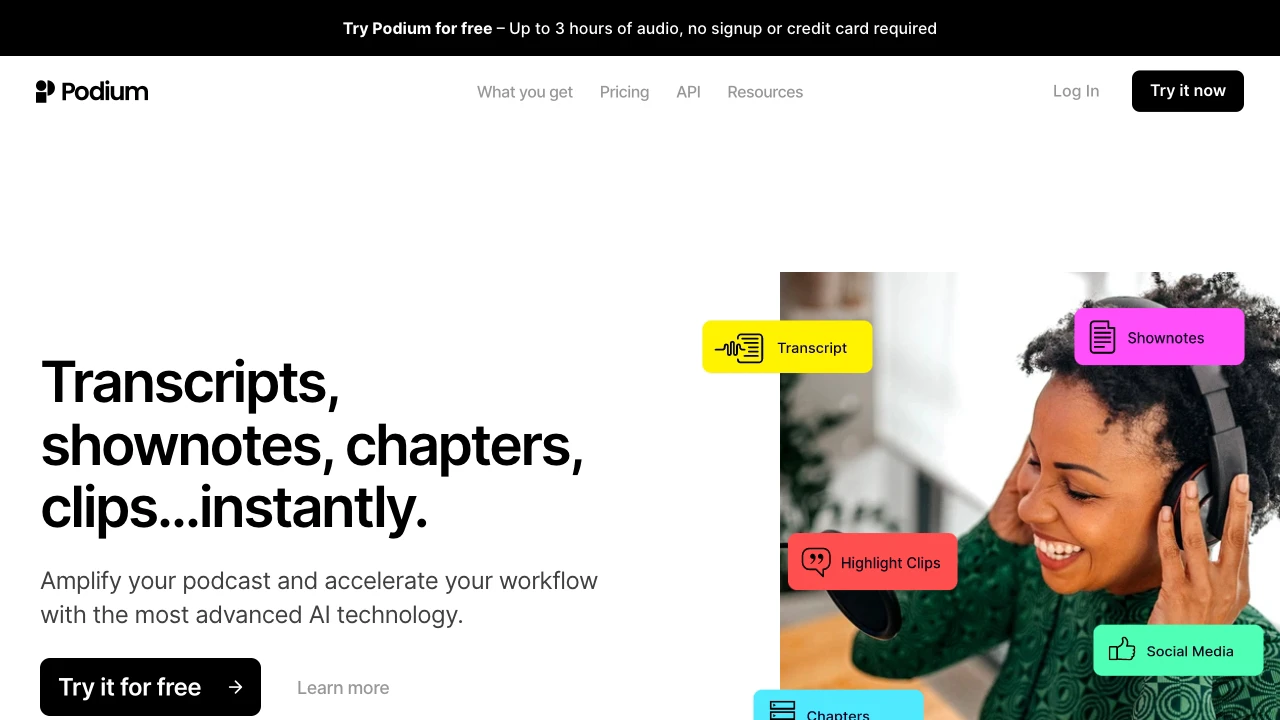 Try Podium for free – Up to 3 hours of audio, no signup or credit card required
Podium
What you get
Pricing
API
Resources
Log In
Try it now
Transcripts,
shownotes, chapters,
clips...instantly.
Amplify your podcast and accelerate your workflow
with the most advanced AI technology.
Try it for free
Learn more
Transcript
Shownotes
Highlight Clips
Social Media
Chapters